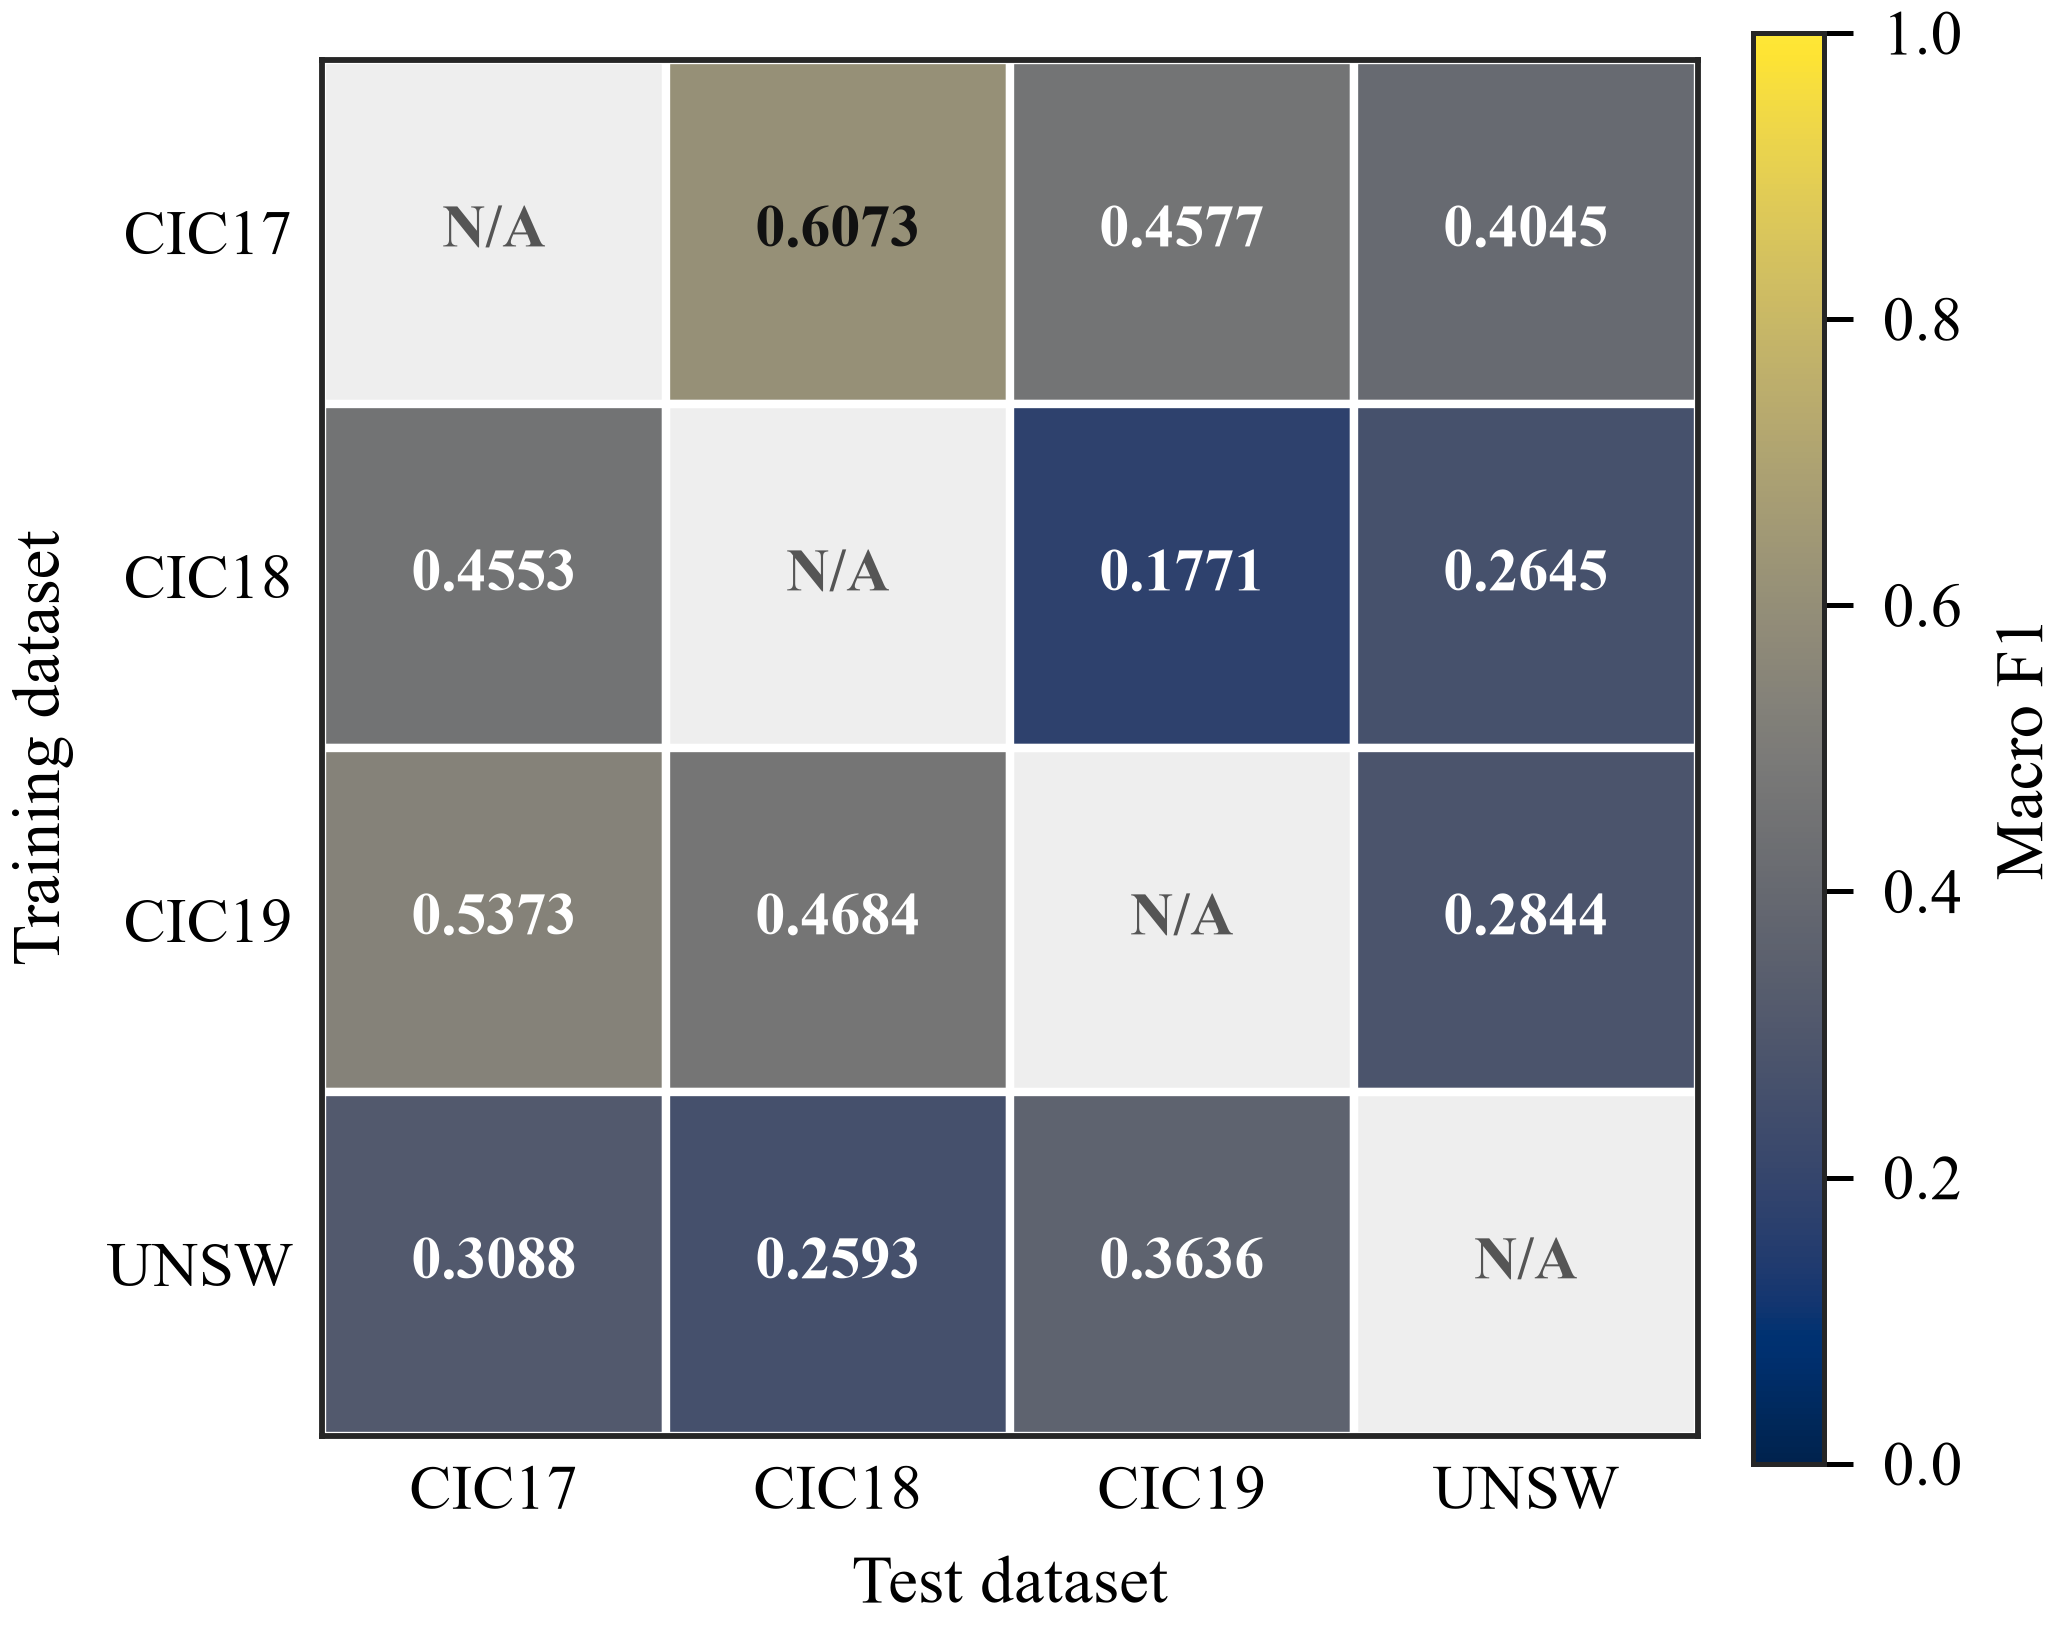 1.0
CIC17 N/A 0.6073 0.4577 0.4045
0.8
CIC18 0.4553 N/A 0.1771 0.2645
0.6
Training dataset
Macro F1
CIC19 0.5373 0.4684 N/A 0.2844
0.4
0.2
UNSW 0.3088 0.2593 0.3636 N/A
0.0
CIC17 CIC18 CIC19 UNSW
Test dataset